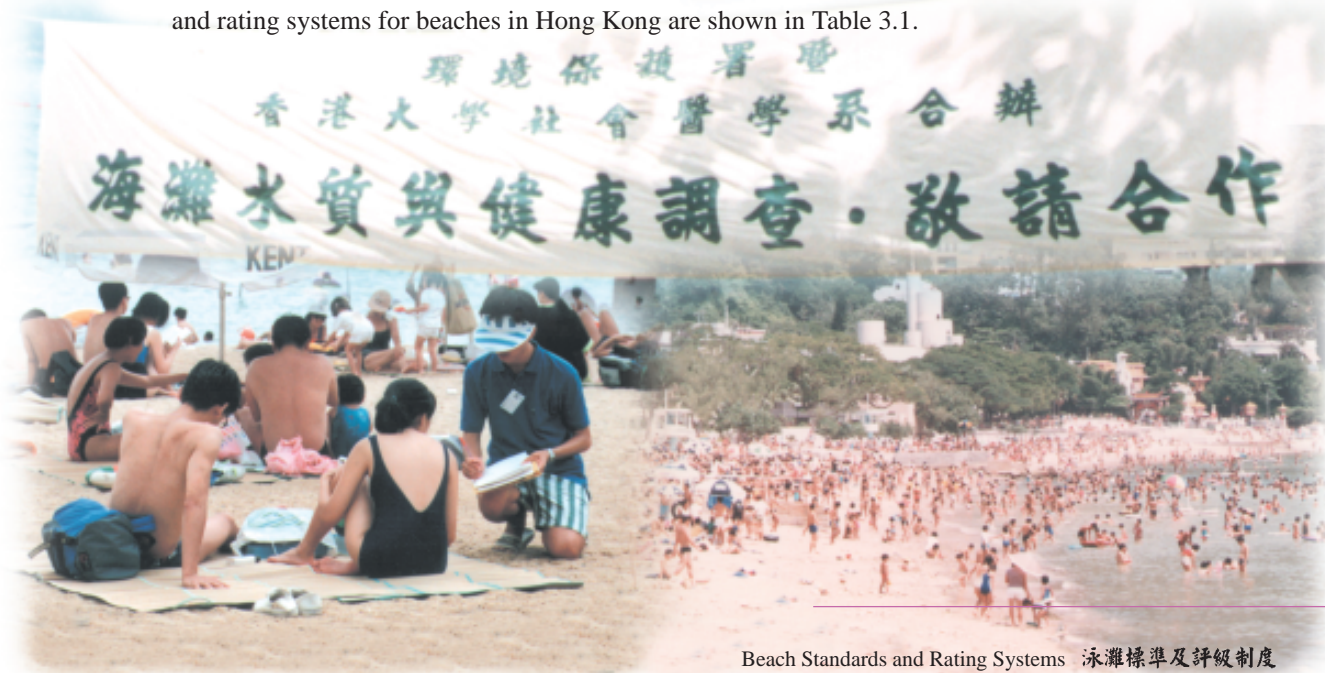 and rating systems for beaches in Hong Kong are shown in Table 3.1.
環境保護署暨
香港大學社會醫學系合辦
海灘水質與健康調查·敬請合作
KENT
Beach Standards and Rating Systems 泳灘標準及評級制度